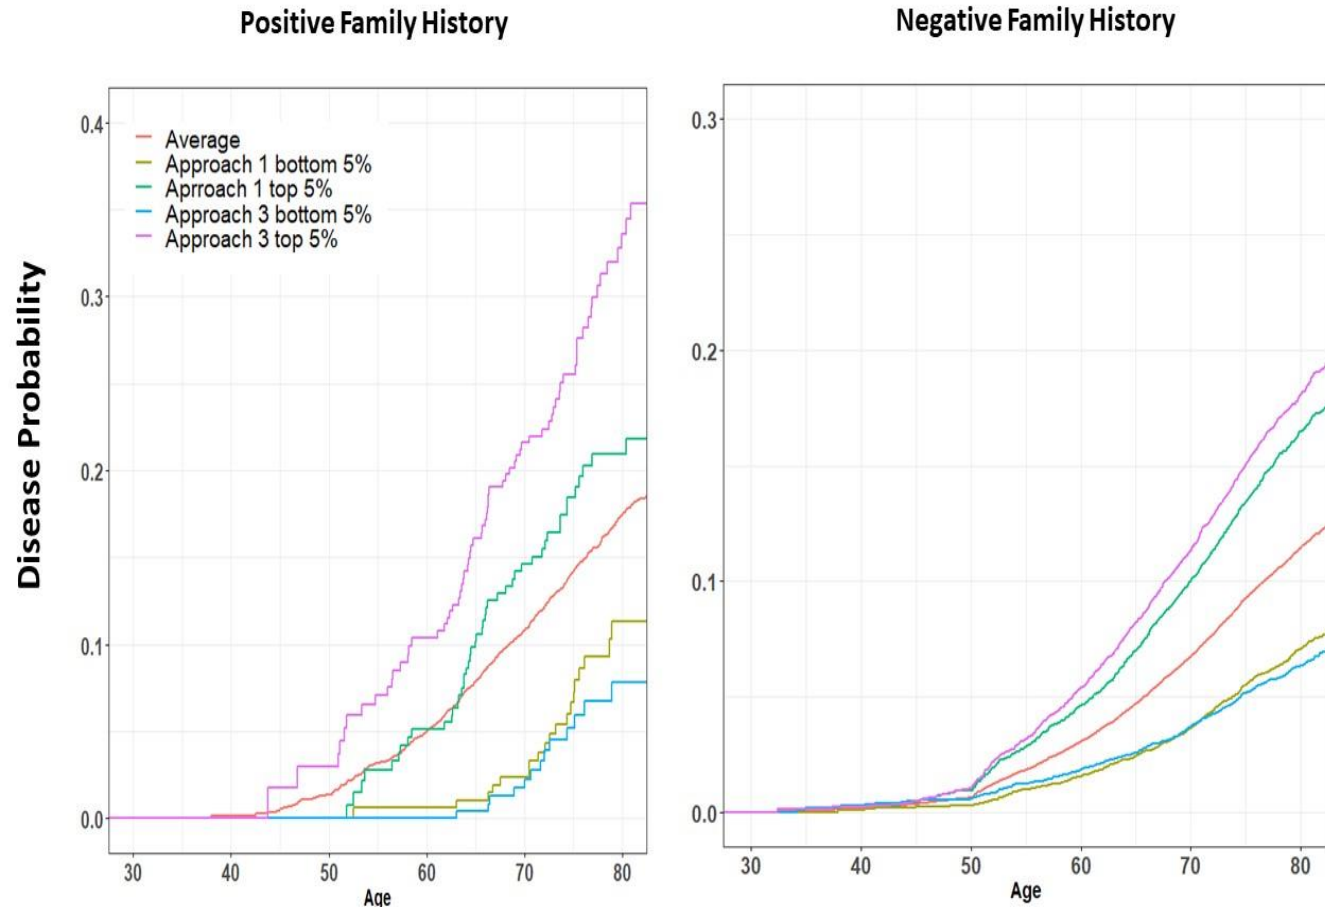 Positive Family History
Negative Family History
Disease Probability
0.4
0.3
0.2
0.1
0.0
Average
Approach 1 bottom 5%
Aprroach 1 top 5%
Approach 3 bottom 5%
Approach 3 top 5%
30 40 50 60 70 80
Age
0.3
0.2
0.1
0.0
30 40 50 60 70 80
Age